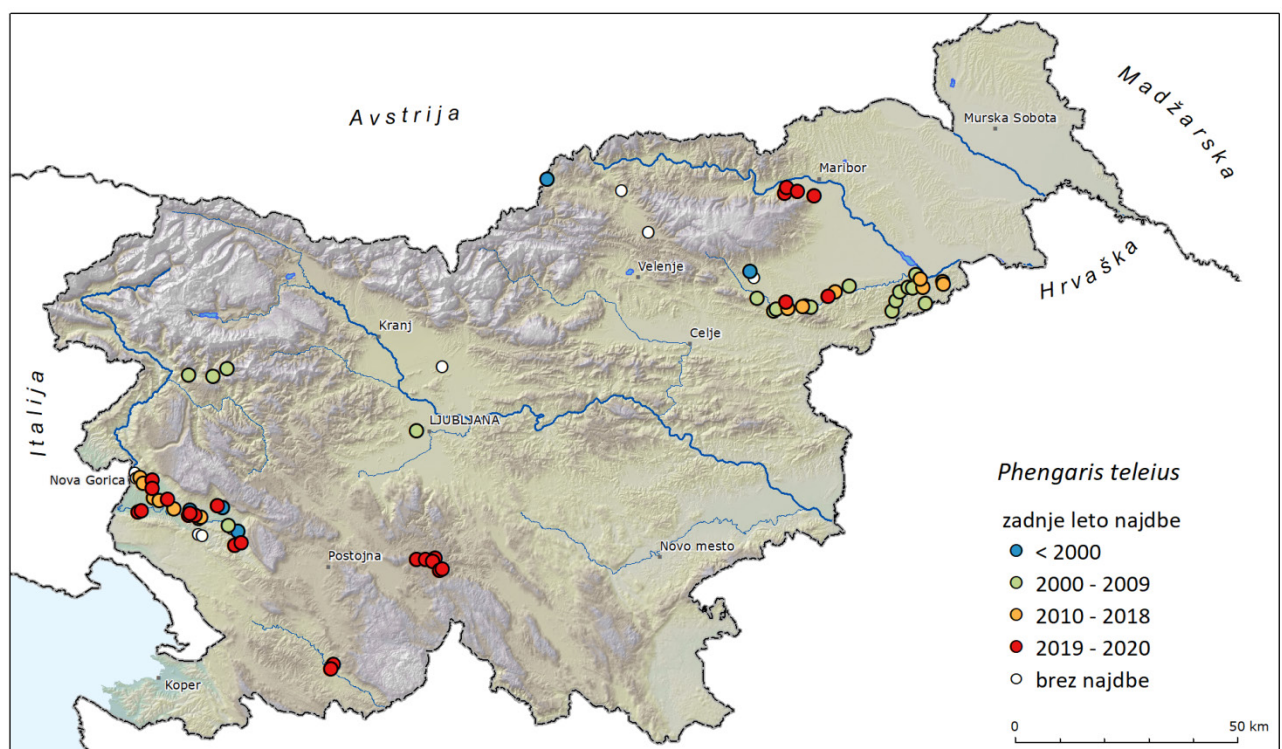 Avstrija
Madžarska
Murska Sobota
Maribor
Hrvaška
Velenje
Kranj
Celje
Italija
LJUBLJANA
Nova Gorica
Phengaris teleius
zadnje leto najdbe
< 2000
2000 - 2009
2010 - 2018
2019 - 2020
brez najdbe
Postojna
Novo mesto
Koper
0 50 km